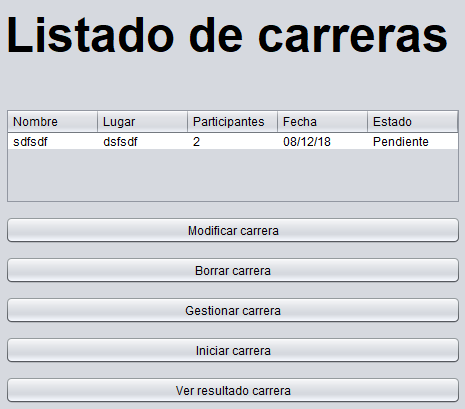 Listado de carreras
Nombre Lugar Participantes Fecha Estado
sdfsdf dsfsdf 2 08/12/18 Pendiente
Modificar carrera
Borrar carrera
Gestionar carrera
Iniciar carrera
Ver resultado carrera